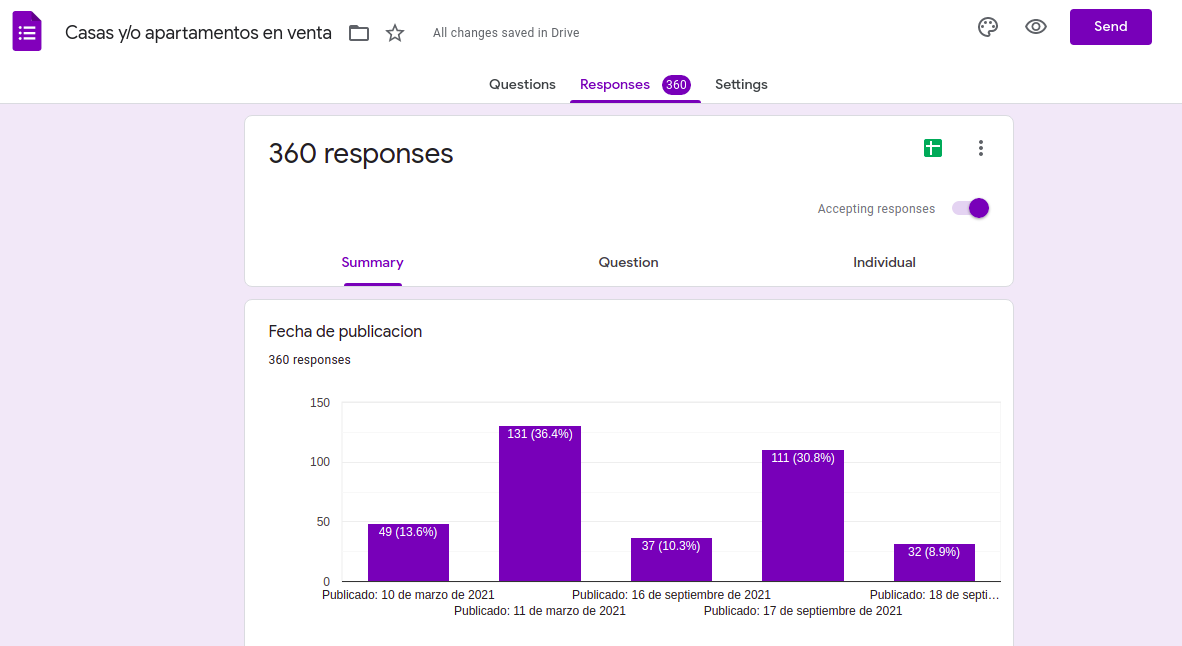 Casas y/o apartamentos en venta
All changes saved in Drive
Send
Questions
Responses 360
Settings
360 responses
Accepting responses
Summary
Question
Individual
Fecha de publicacion
360 responses
150
100
50
0
49 (13.6%)
131 (36.4%)
37 (10.3%)
111 (30.8%)
32 (8.9%)
Publicado: 10 de marzo de 2021
Publicado: 11 de marzo de 2021
Publicado: 16 de septiembre de 2021
Publicado: 17 de septiembre de 2021
Publicado: 18 de septi…